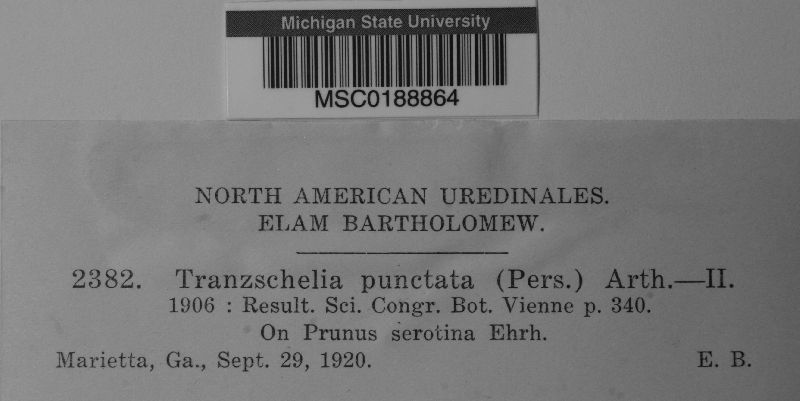 Michigan State University
MSC0188864
NORTH AMERICAN UREDINALES.
ELAM BARTHOLOMEW.
2382. Tranzschelia punctata (Pers.) Arth.—II.
1906 : Result. Sci. Congr. Bot. Vienne p. 340.
On Prunus serotina Ehrh.
Marietta, Ga., Sept. 29, 1920. E. B.